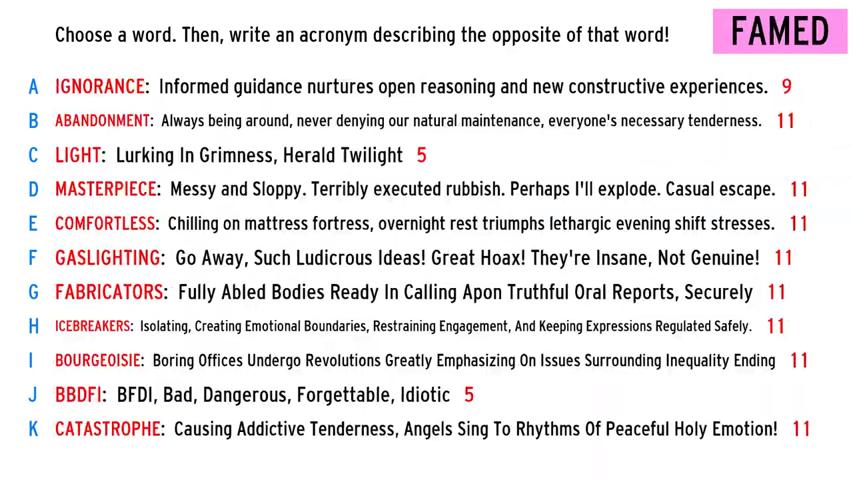 Choose a word. Then, write an acronym describing the opposite of that word!
FAMED
A IGNORANCE: Informed guidance nurtures open reasoning and new constructive experiences. 9
B ABANDONMENT: Always being around, never denying our natural maintenance, everyone's necessary tenderness. 11
C LIGHT: Lurking In Grimness, Herald Twilight 5
D MASTERPIECE: Messy and Sloppy. Terribly executed rubbish. Perhaps I'll explode. Casual escape. 11
E COMFORTLESS: Chilling on mattress fortress, overnight rest triumphs lethargic evening shift stresses. 11
F GASLIGHTING: Go Away, Such Ludicrous Ideas! Great Hoax! They're Insane, Not Genuine! 11
G FABRICATORS: Fully Abled Bodies Ready In Calling Apon Truthful Oral Reports, Securely 11
H ICEBREAKERS: Isolating, Creating Emotional Boundaries, Restraining Engagement, And Keeping Expressions Regulated Safely. 11
I BOURGEOISIE: Boring Offices Undergo Revolutions Greatly Emphasizing On Issues Surrounding Inequality Ending 11
J BBDFI: BFDI, Bad, Dangerous, Forgettable, Idiotic 5
K CATASTROPHE: Causing Addictive Tenderness, Angels Sing To Rhythms Of Peaceful Holy Emotion! 11